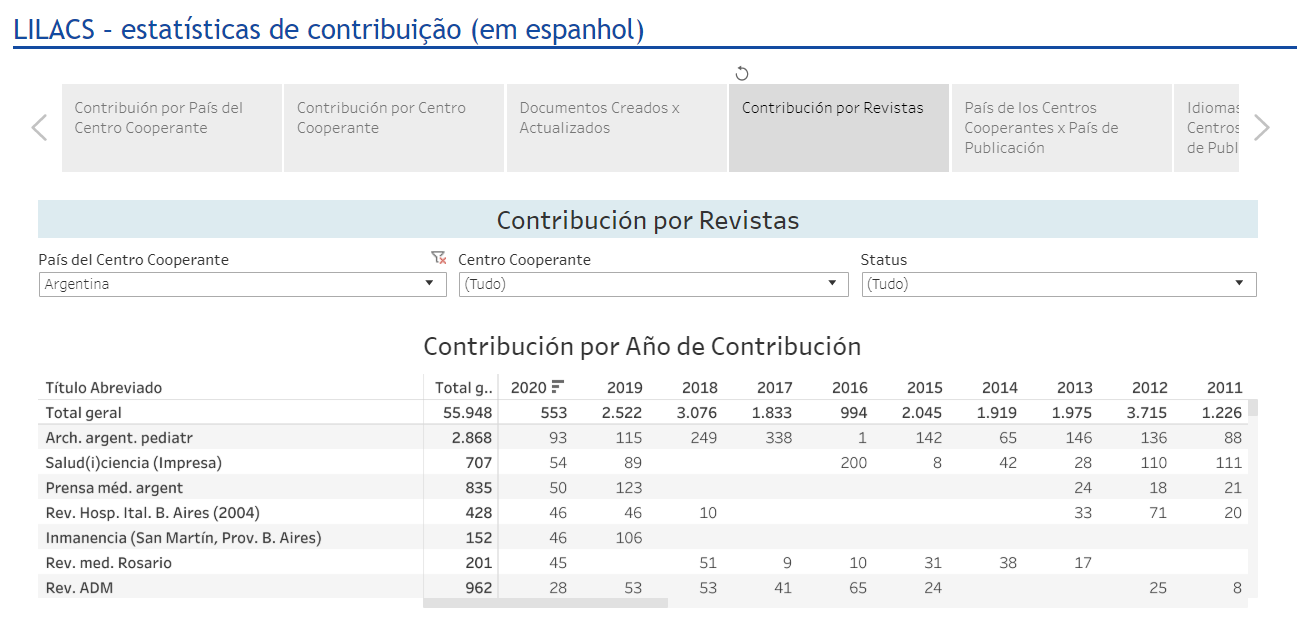 LILACS - estatísticas de contribuição (em espanhol)
Contribuión por País del
Centro Cooperante
Contribución por Centro
Cooperante
Documentos Creados x
Actualizados
Contribución por Revistas
País de los Centros
Cooperantes x País de
Publicación
Idiomas
Centros
de Publ
Contribución por Revistas
País del Centro Cooperante
Argentina
Centro Cooperante
(Tudo)
Status
(Tudo)
Contribución por Año de Contribución
Título Abreviado Total g.. 2020 2019 2018 2017 2016 2015 2014 2013 2012 2011
Total geral 55.948 553 2.522 3.076 1.833 994 2.045 1.919 1.975 3.715 1.226
Arch. argent. pediatr 2.868 93 115 249 338 1 142 65 146 136 88
Salud(i)ciencia (Impresa) 707 54 89 200 8 42 28 110 111
Prensa méd. argent 835 50 123 24 18 21
Rev. Hosp. Ital. B. Aires (2004) 428 46 46 10 33 71 20
Inmanencia (San Martín, Prov. B. Aires) 152 46 106
Rev. med. Rosario 201 45 51 9 10 31 38 17
Rev. ADM 962 28 53 53 41 65 24 25 8